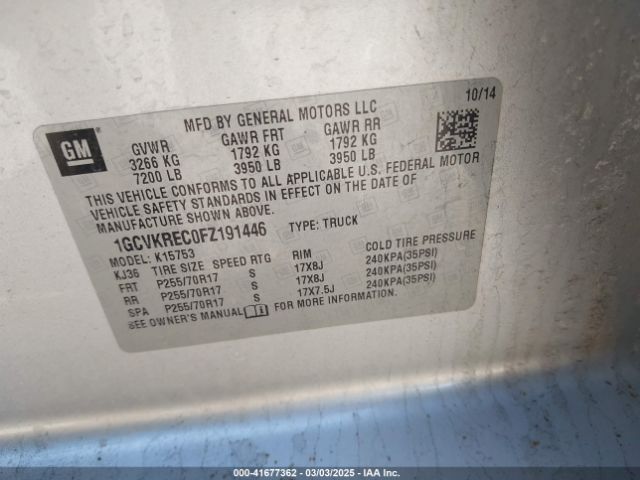 MFD BY GENERAL MOTORS LLC 10/14
GM
GVWR GAWR FRT GAWR RR
3266 KG 1792 KG 1792 KG
7200 LB 3950 LB 3950 LB
THIS VEHICLE CONFORMS TO ALL APPLICABLE U.S. FEDERAL MOTOR
VEHICLE SAFETY STANDARDS IN EFFECT ON THE DATE OF
MANUFACTURE SHOWN ABOVE.
1GCVKREC0FZ191446 TYPE: TRUCK
MODEL: K15753
KJ36 TIRE SIZE SPEED RTG RIM COLD TIRE PRESSURE
FRT P255/70R17 S 17X8J 240KPA(35PSI)
RR P255/70R17 S 17X8J 240KPA(35PSI)
SPA P255/70R17 S 17X7.5J 240KPA(35PSI)
SEE OWNER'S MANUAL FOR MORE INFORMATION.
000-41677362 | 03/03/2025 — IAA Inc.